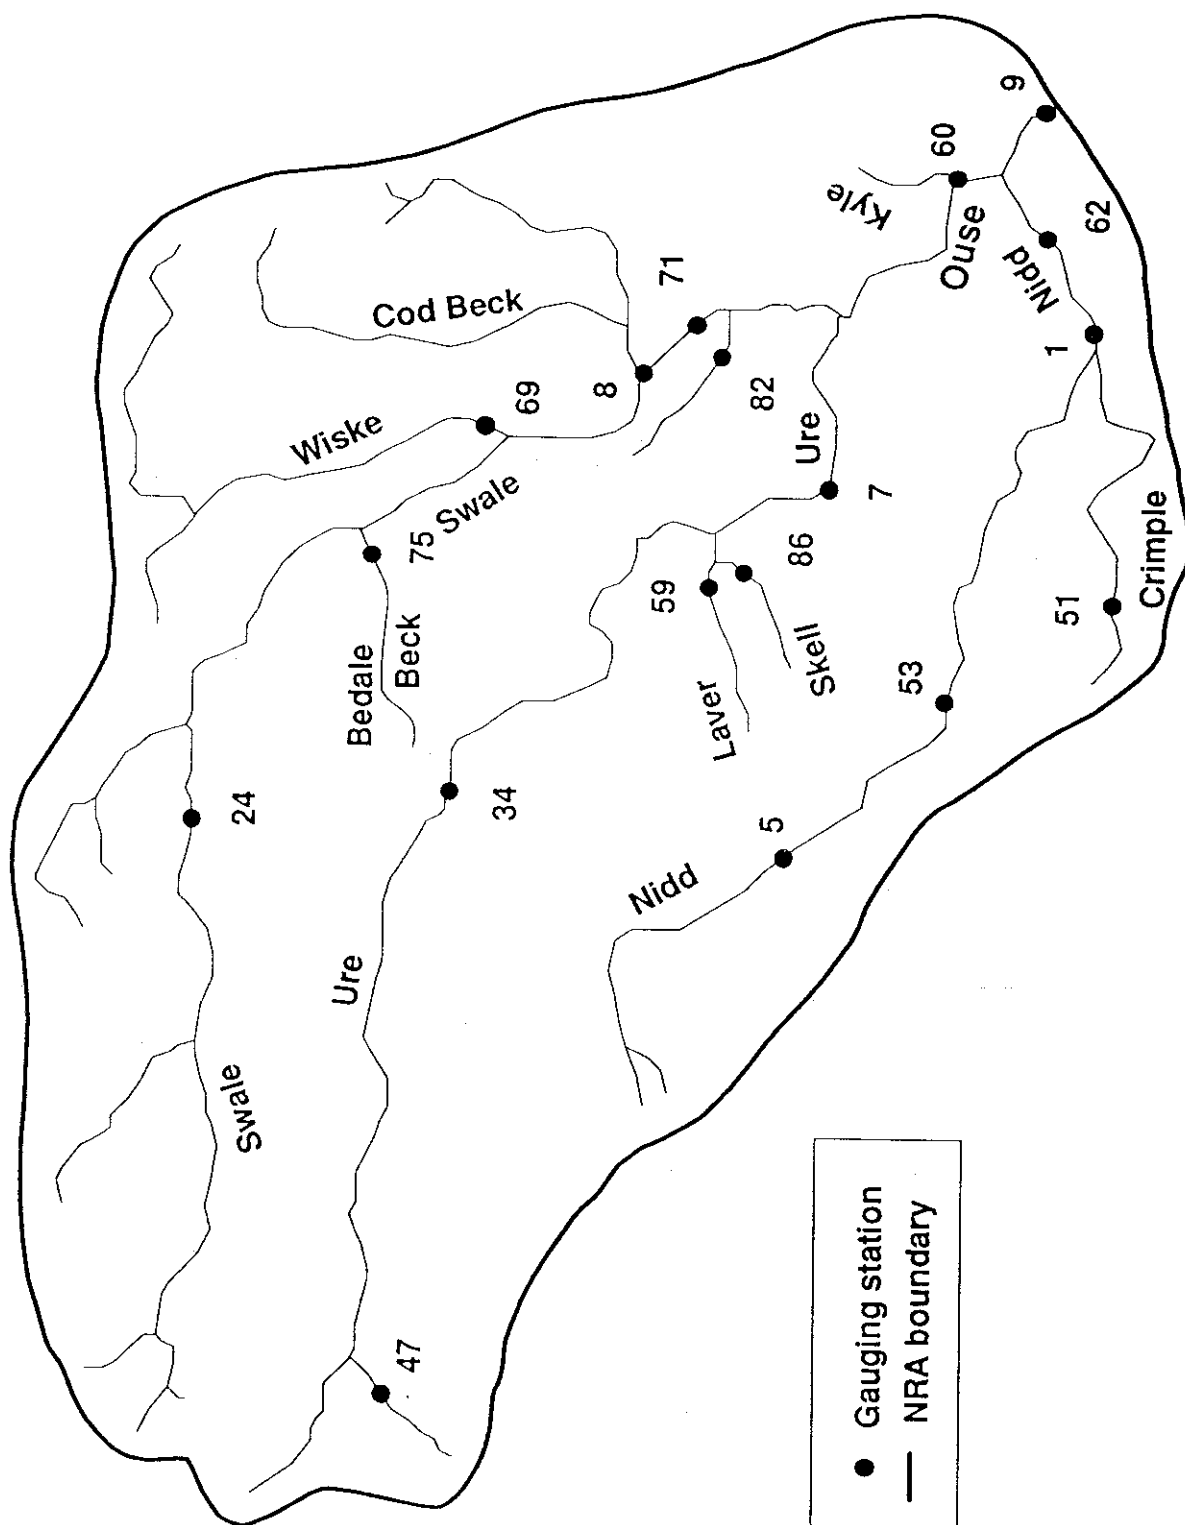 Swale
24
Wiske
69
Cod Beck
71
8
75
Bedale
Beck
Swale
82
Ure
34
47
Ure
7
59
86
Laver
Skell
Kyle
60
Ouse
9
62
Nidd
1
Nidd
5
53
51
Crimple
Gauging station
NRA boundary